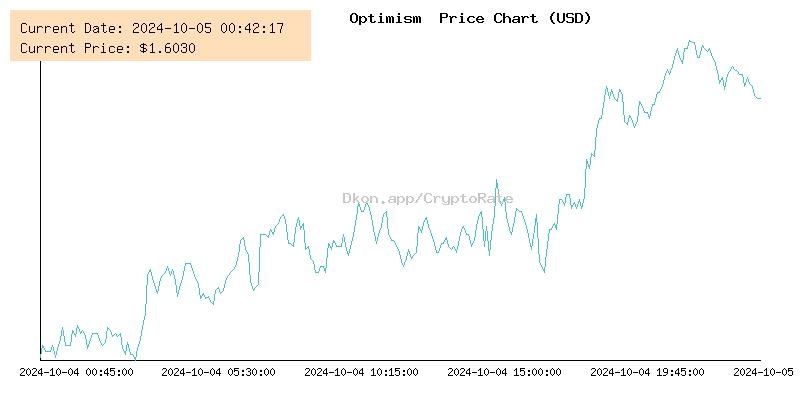 Optimism  Price Chart (USD)
Current Date: 2024-10-05 00:42:17
Current Price: $1.6030
Dkon.app/CryptoRate
2024-10-04 00:45:00 2024-10-04 05:30:00 2024-10-04 10:15:00 2024-10-04 15:00:00 2024-10-04 19:45:00 2024-10-05